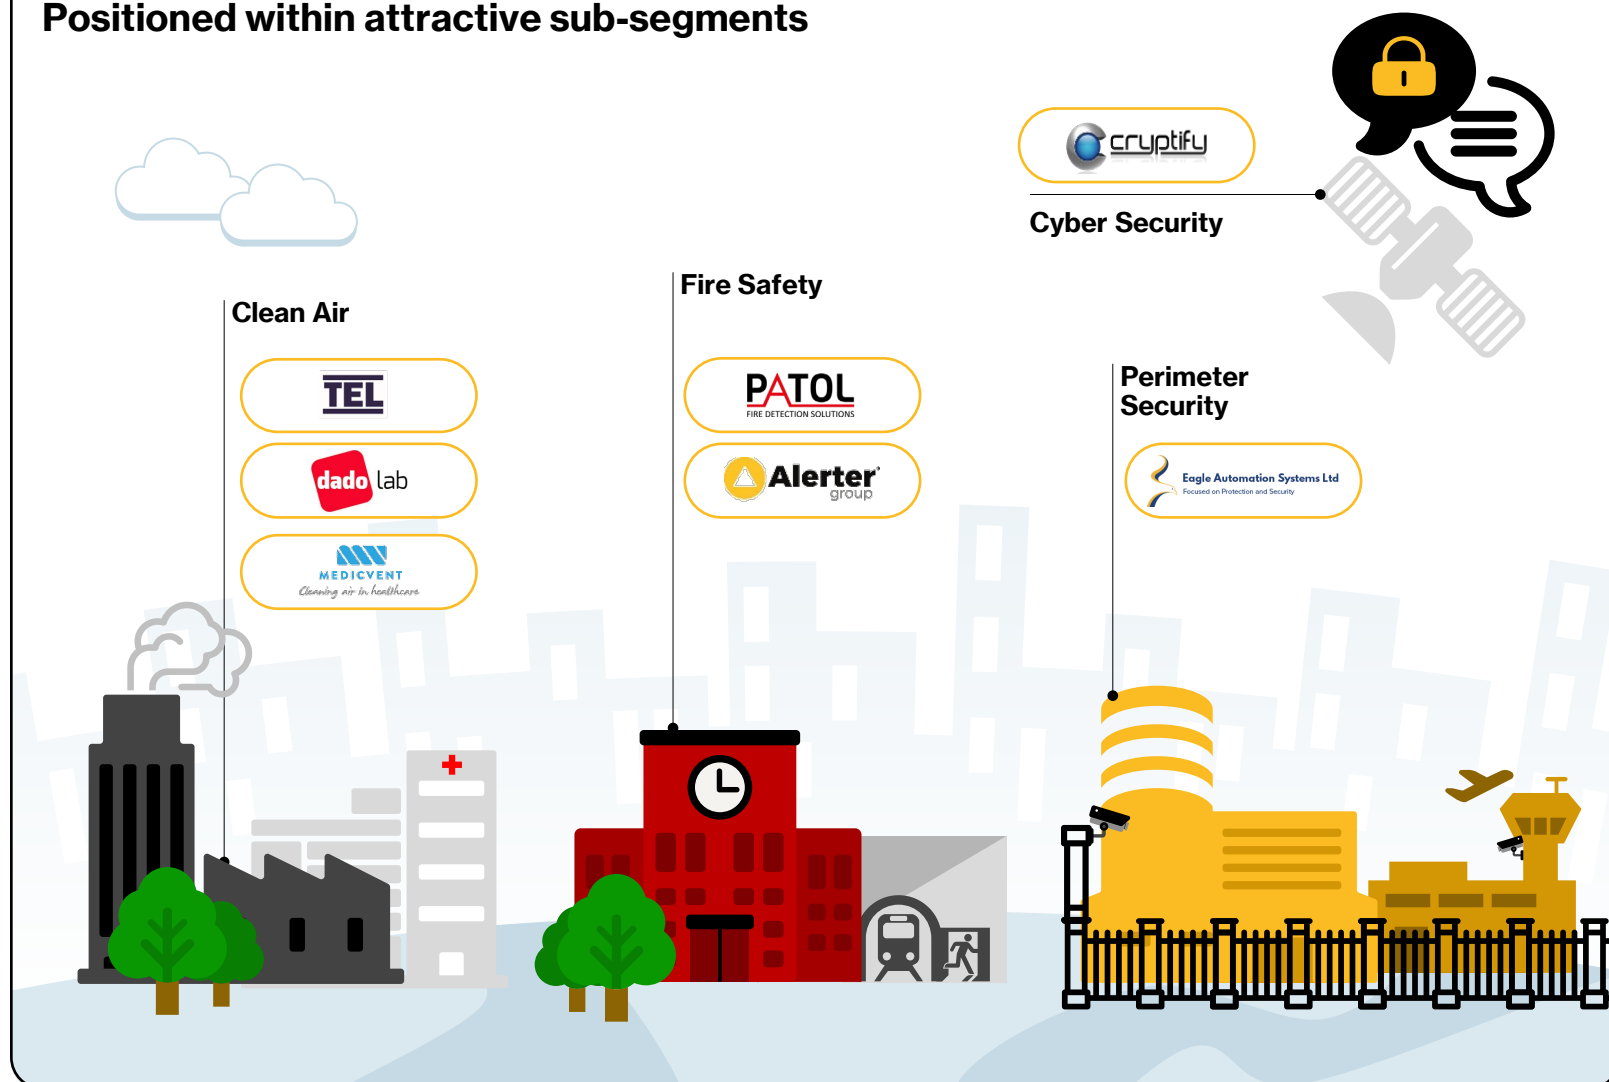 Positioned within attractive sub-segments
cryptify
Cyber Security
Fire Safety
Clean Air
Perimeter
Security
TEL
dado lab
MEDICVENT
Cleaning air in healthcare
PATOL
FIRE DETECTION SOLUTIONS
Alerter
group
Eagle Automation Systems Ltd
Focused on Protection and Security